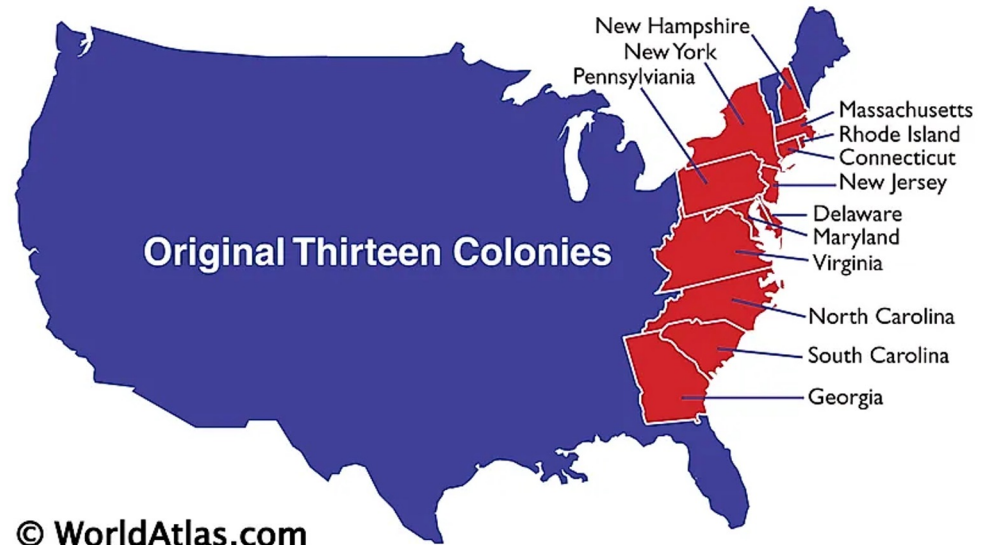 New Hampshire
New York
Pennsylviania
Massachusetts
Rhode Island
Connecticut
New Jersey
Delaware
Maryland
Virginia
Original Thirteen Colonies
North Carolina
South Carolina
Georgia
© WorldAtlas.com